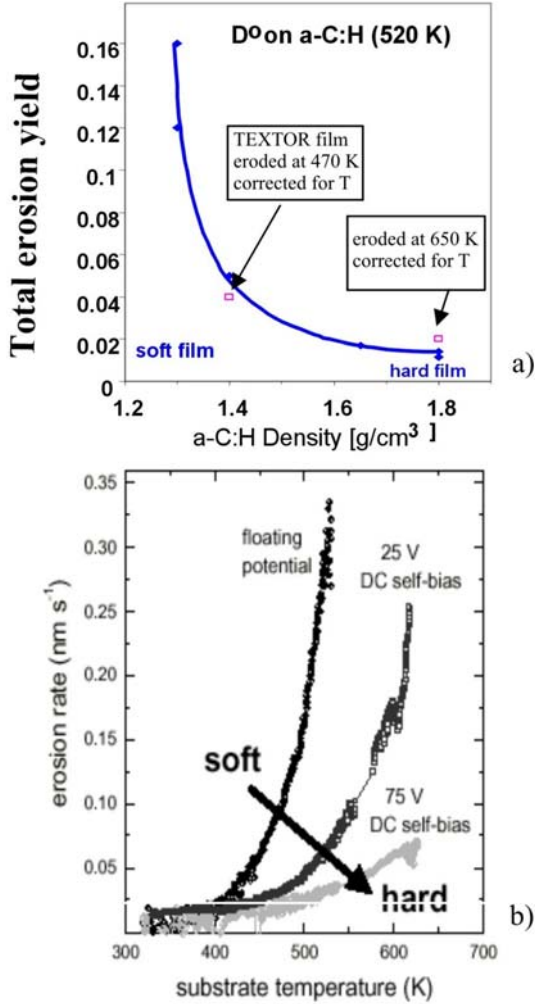 D⁰ on a-C:H (520 K)
Total erosion yield
0.16
0.12
0.1
0.08
0.06
0.04
0.02
0
TEXTOR film
eroded at 470 K
corrected for T
eroded at 650 K
corrected for T
soft film
hard film
a)
1.2
1.4
1.6
1.8
a-C:H Density [g/cm³ ]
0.35
0.30
0.25
0.20
0.15
0.10
0.05
erosion rate (nm s⁻¹)
floating
potential
25 V
DC self-bias
soft
75 V
DC self-bias
hard
b)
300
400
500
600
700
substrate temperature (K)